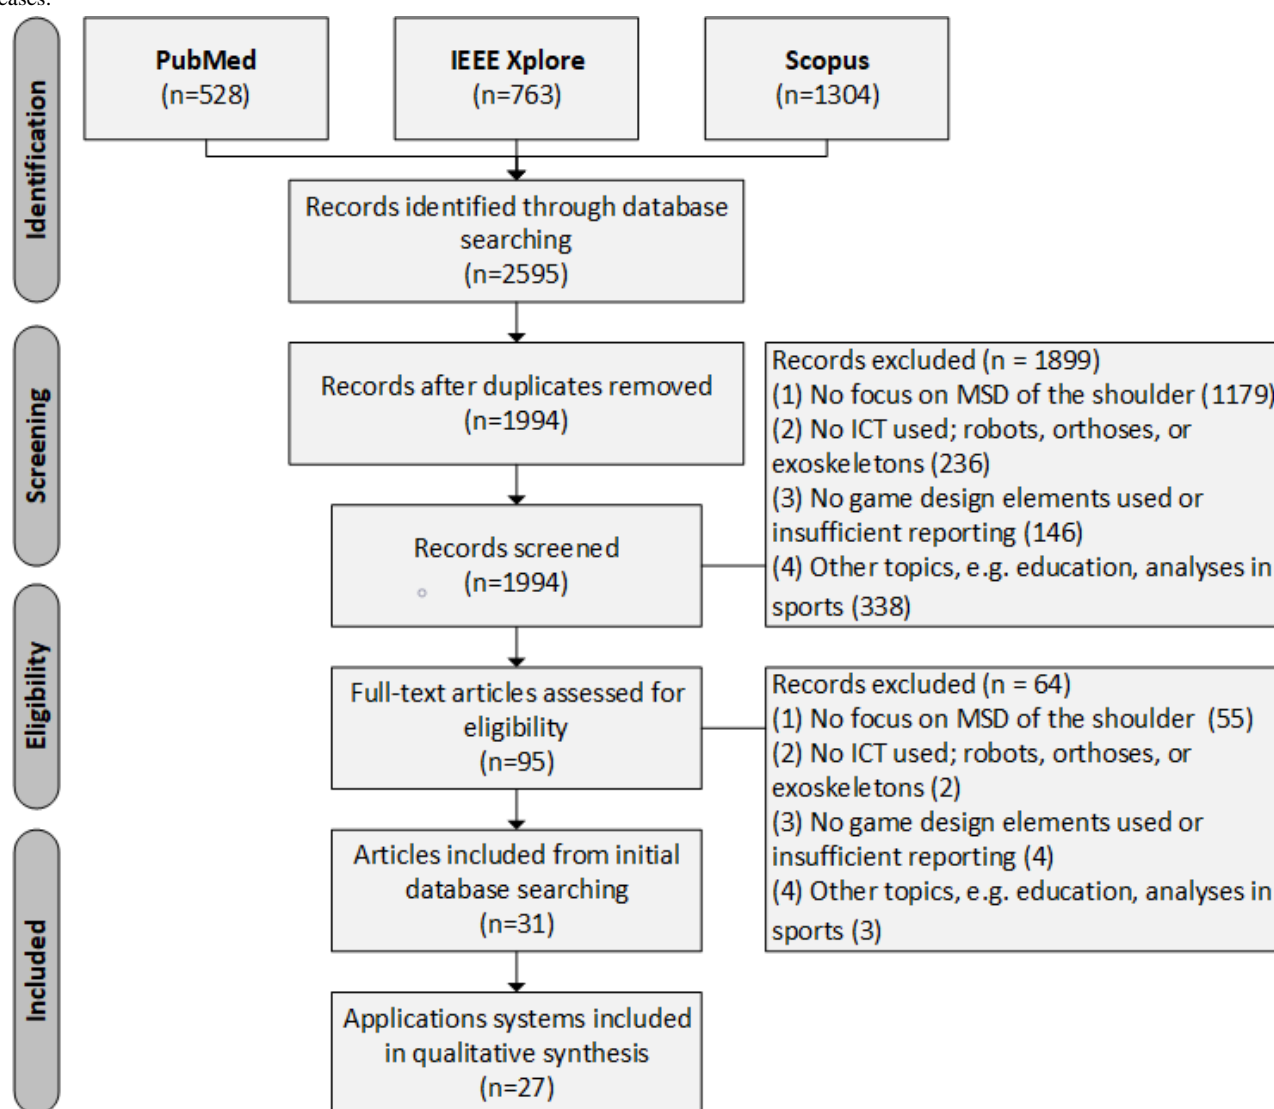 eases.
Identification
PubMed
(n=528)
IEEE Xplore
(n=763)
Scopus
(n=1304)
Records identified through database
searching
(n=2595)
Screening
Records after duplicates removed
(n=1994)
Records screened
(n=1994)
Records excluded (n = 1899)
(1) No focus on MSD of the shoulder (1179)
(2) No ICT used; robots, orthoses, or
exoskeletons (236)
(3) No game design elements used or
insufficient reporting (146)
(4) Other topics, e.g. education, analyses in
sports (338)
Eligibility
Full-text articles assessed for
eligibility
(n=95)
Records excluded (n = 64)
(1) No focus on MSD of the shoulder (55)
(2) No ICT used; robots, orthoses, or
exoskeletons (2)
(3) No game design elements used or
insufficient reporting (4)
(4) Other topics, e.g. education, analyses in
sports (3)
Included
Articles included from initial
database searching
(n=31)
Applications systems included
in qualitative synthesis
(n=27)